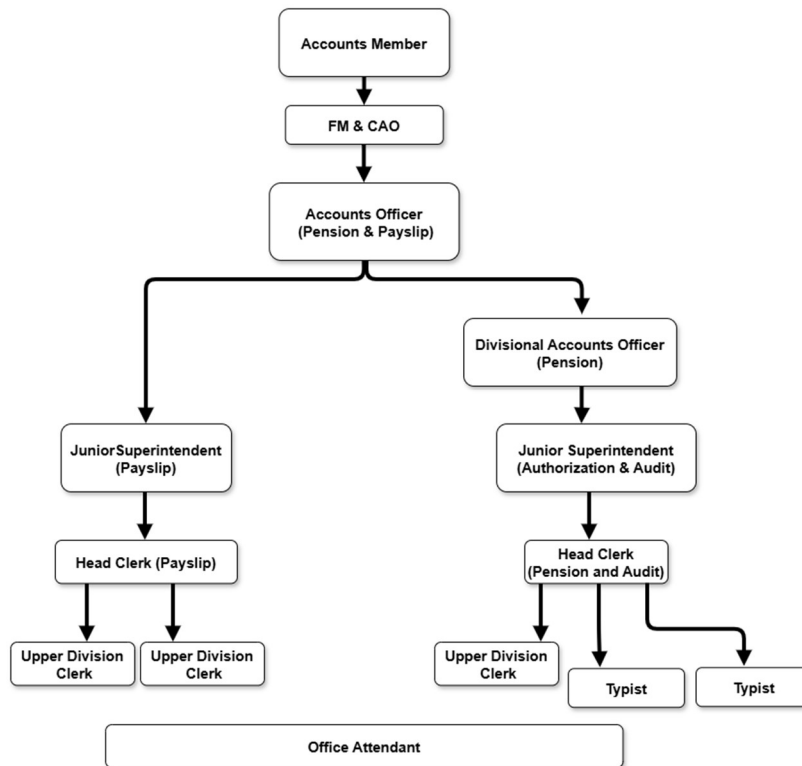 Accounts Member
FM & CAO
Accounts Officer
(Pension & Payslip)
Divisional Accounts Officer
(Pension)
JuniorSuperintendent
(Payslip)
Junior Superintendent
(Authorization & Audit)
Head Clerk (Payslip)
Head Clerk
(Pension and Audit)
Upper Division
Clerk
Upper Division
Clerk
Upper Division
Clerk
Typist
Typist
Office Attendant